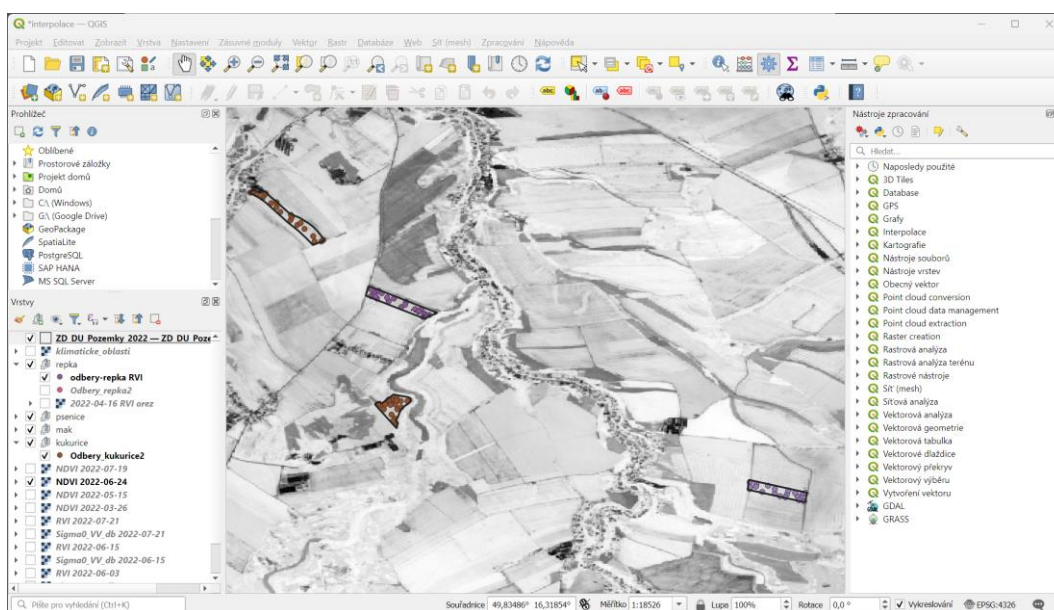 *Interpolace — QGIS
Projekt Editovat Zobrazit Vrstva Nastavení Zásuvné moduly Vektor Rastr Databáze Web Síť (mesh) Zpracování Nápověda
Prohlížeč
Oblíbené
Prostorové záložky
Projekt domů
Domů
C:\ (Windows)
G:\ (Google Drive)
GeoPackage
SpatiaLite
PostgreSQL
SAP HANA
MS SQL Server
Vrstvy
ZD_DU_Pozemky_2022 — ZD_DU_Poze
klimaticke_oblasti
repka
odbery-repka RVI
Odbery_repka2
2022-04-16 RVI orez
psenice
mak
kukurice
Odbery_kukurice2
NDVI 2022-07-19
NDVI 2022-06-24
NDVI 2022-05-15
NDVI 2022-03-26
RVI 2022-07-21
Sigma0_VV_db 2022-07-21
RVI 2022-06-15
Sigma0_VV_db 2022-06-15
RVI 2022-06-03
Nástroje zpracování
Hledat...
Naposledy použité
3D Tiles
Database
GPS
Grafy
Interpolace
Kartografie
Nástroje souborů
Nástroje vrstev
Obecný vektor
Point cloud conversion
Point cloud data management
Point cloud extraction
Raster creation
Rastrová analýza
Rastrová analýza terénu
Rastrové nástroje
Síť (mesh)
Síťová analýza
Vektorová analýza
Vektorová geometrie
Vektorová tabulka
Vektorové dlaždice
Vektorový překryv
Vektorový výběru
Vytvoření vektoru
GDAL
GRASS
Pište pro vyhledání (Ctrl+K)
Souřadnice 49,83486° 16,31854° Měřítko 1:18526 Lupa 100% Rotace 0,0 ° Vykreslování EPSG:4326